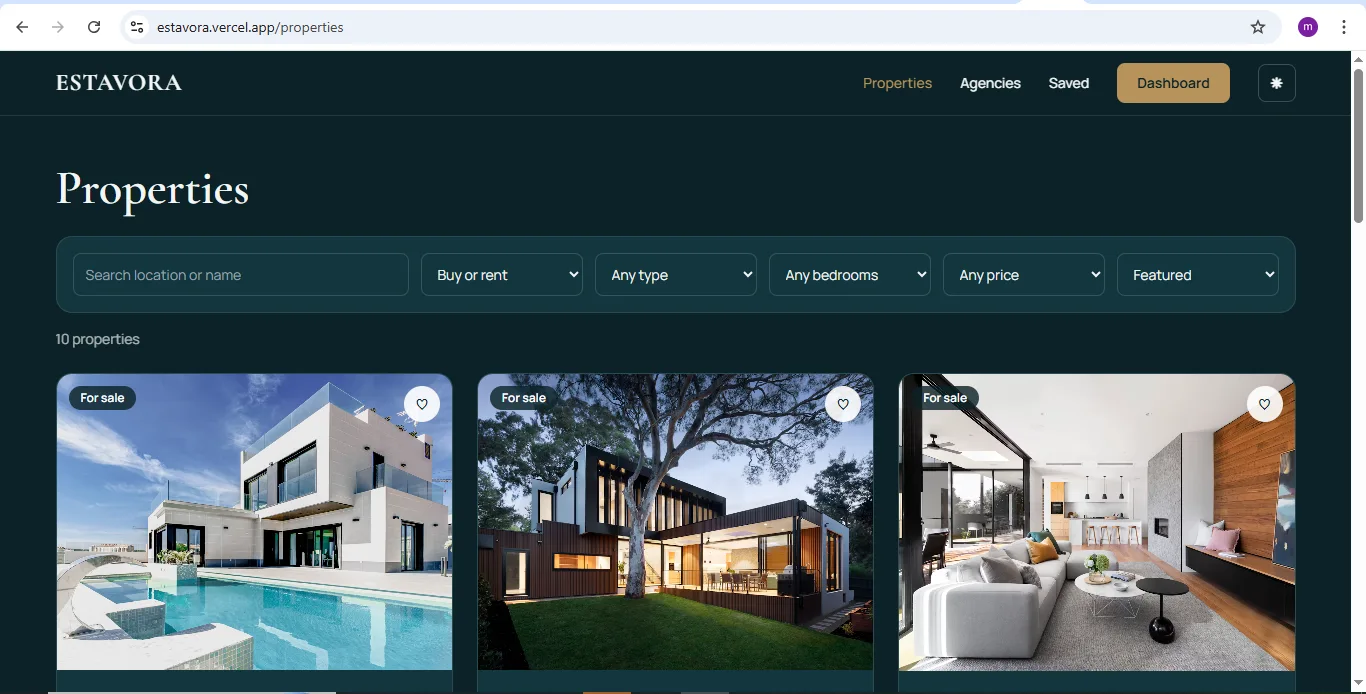 estavora.vercel.app/properties
m
ESTAVORA
Properties Agencies Saved Dashboard
Properties
Search location or name Buy or rent Any type Any bedrooms Any price Featured
10 properties
For sale For sale For sale